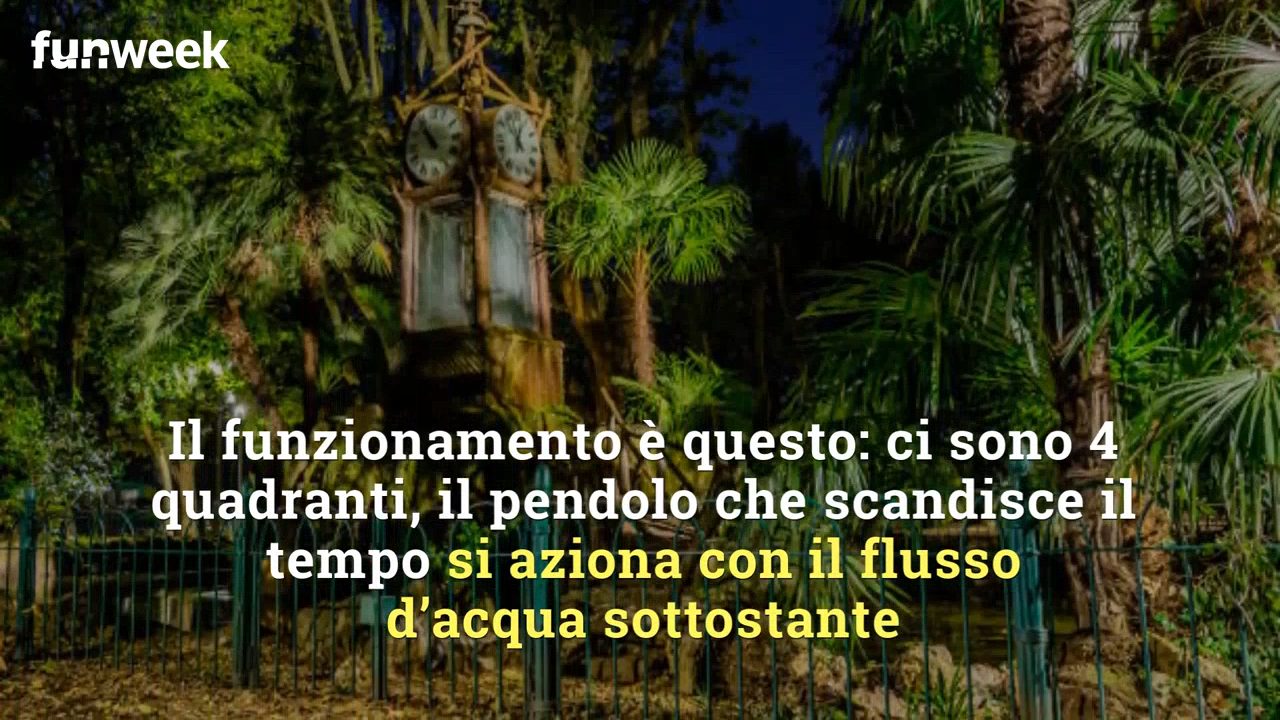 funweek
Il funzionamento è questo: ci sono 4
quadranti, il pendolo che scandisce il
tempo si aziona con il flusso
d’acqua sottostante